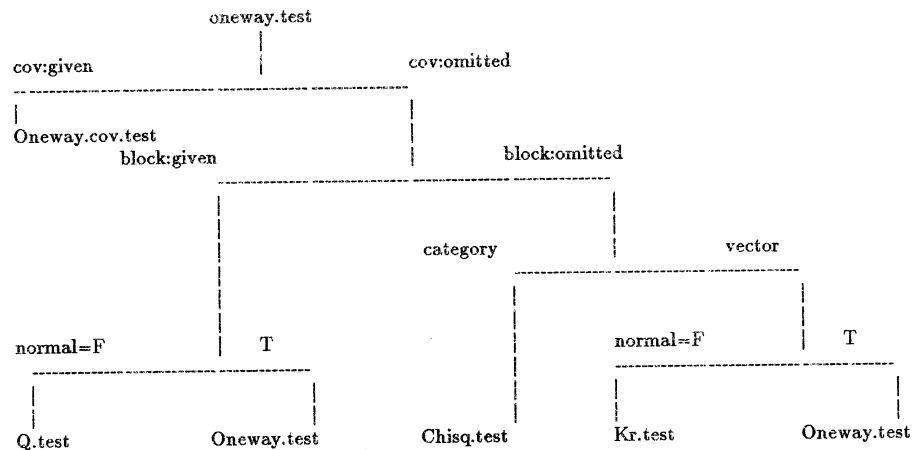 oneway.test
cov:given cov:omitted
Oneway.cov.test
block:given block:omitted
category vector
normal=F T normal=F T
Q.test Oneway.test Chisq.test Kr.test Oneway.test